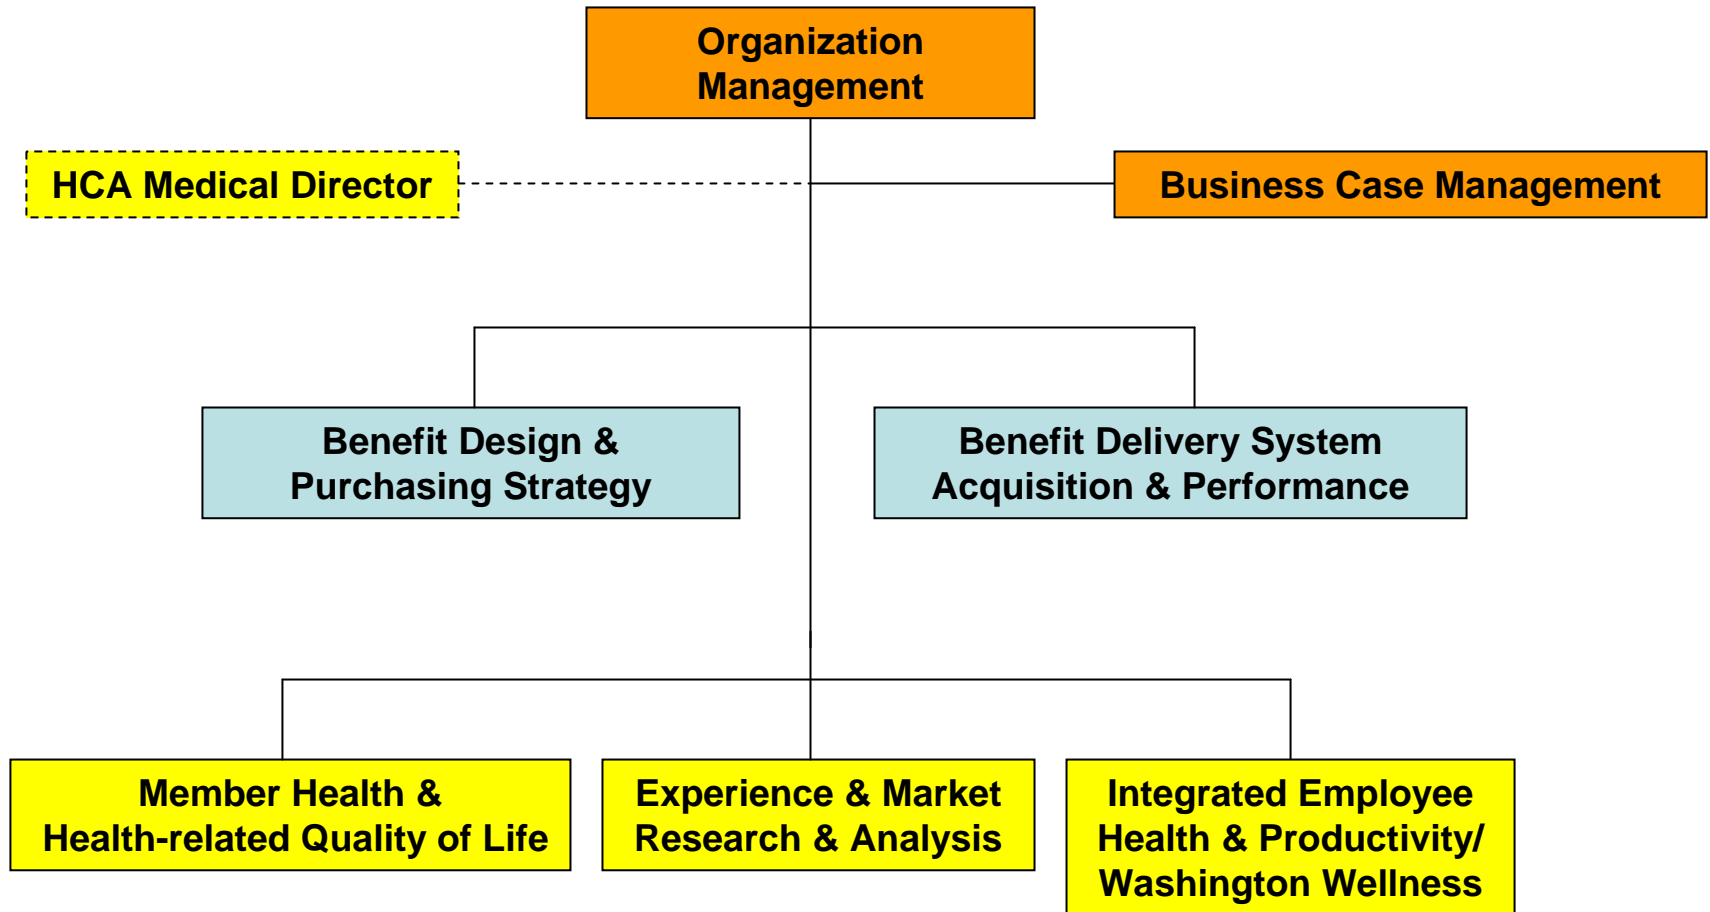 Organization
Management
HCA Medical Director
Business Case Management
Benefit Design &
Purchasing Strategy
Benefit Delivery System
Acquisition & Performance
Member Health &
Health-related Quality of Life
Experience & Market
Research & Analysis
Integrated Employee
Health & Productivity/
Washington Wellness